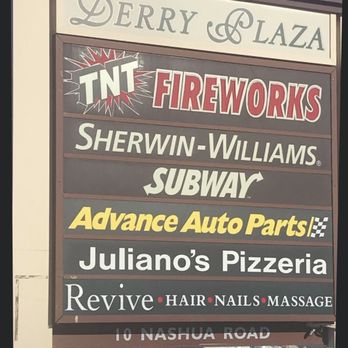 DERRY PLAZA
TNT FIREWORKS
SHERWIN-WILLIAMS®
SUBWAY
Advance Auto Parts
Juliano's Pizzeria
Revive • HAIR • NAILS • MASSAGE
10 NASHUA ROAD